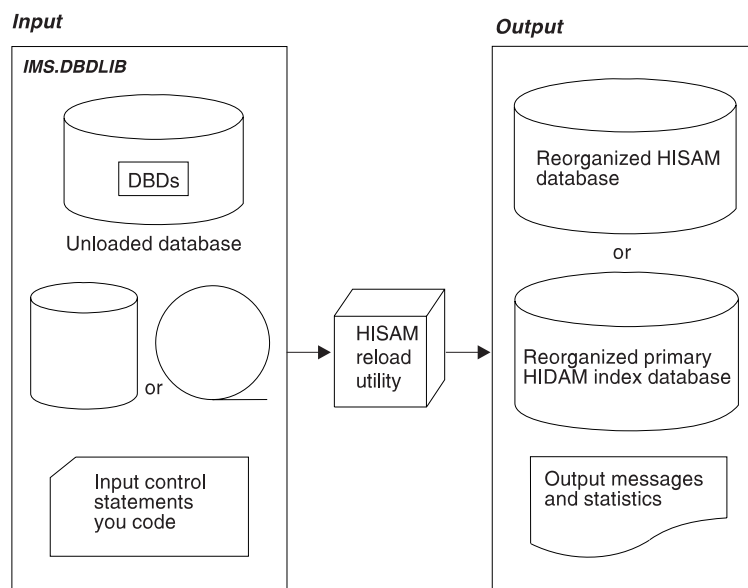 Input
IMS.DBDLIB
DBDs
Unloaded database
or
Input control
statements
you code
HISAM
reload
utility
Output
Reorganized HISAM
database
or
Reorganized primary
HIDAM index database
Output messages
and statistics